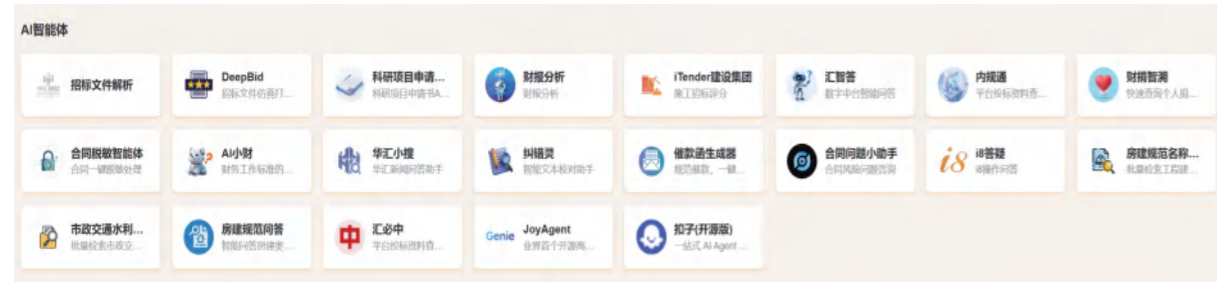 AI智能体
招标文件解析
DeepBid
招标文件仿真打...
科研项目申请...
科研项目申请书A...
财报分析
财报分析
iTender建设集团
施工招标评分
汇智答
数字中台智能问答
内规通
平台投标资料查...
财捐智溯
快速查询个人捐...
合同脱敏智能体
合同一键脱敏处理
AI小财
财务工作标准的...
华汇小搜
华汇新闻问答助手
纠错灵
智能文本校对助手
催款函生成器
规范催款，一键...
合同问题小助手
合同风险问题咨询
i8
i8答疑
i8操作问答
房建规范名称...
批量检索工程建...
市政交通水利...
批量检索市政交...
房建规范问答
智能问答房建类...
中
汇必中
平台投标资料查...
Genie
JoyAgent
业界首个开源高...
扣子(开源版)
一站式 AI Agent ...